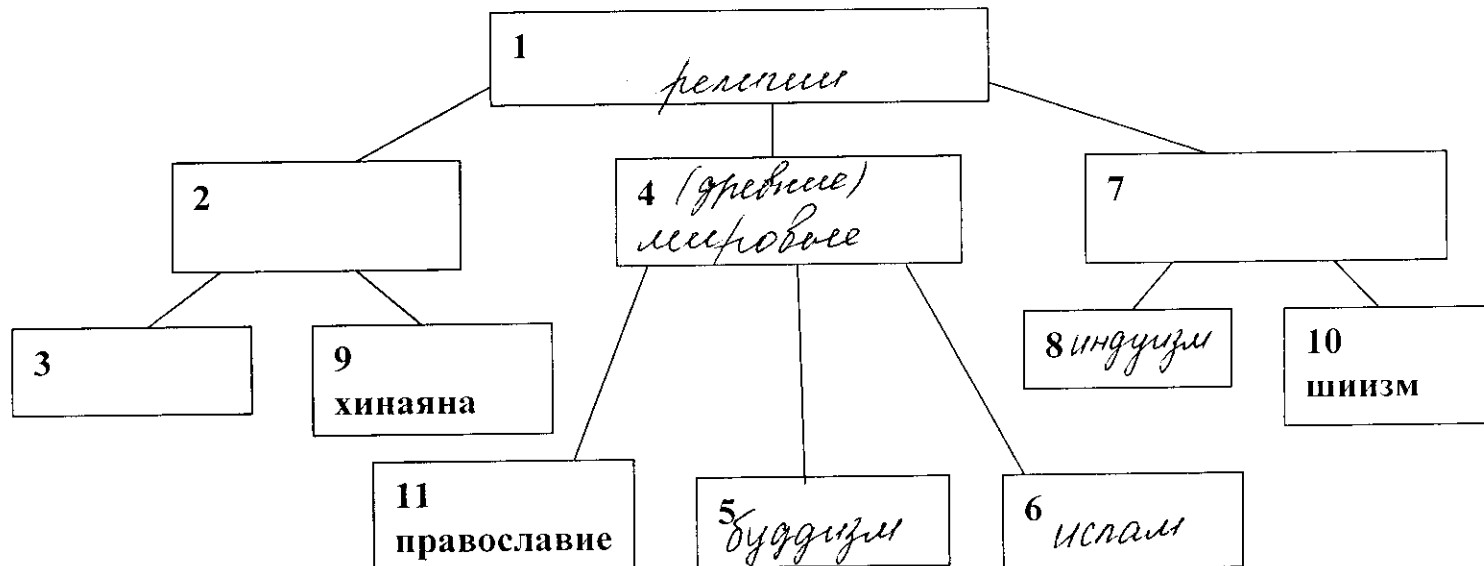 1
религии
2
4 (древние)
мировые
7
3
9
хинаяна
8 индуизм
10
шиизм
11
православие
5 буддизм
6 ислам